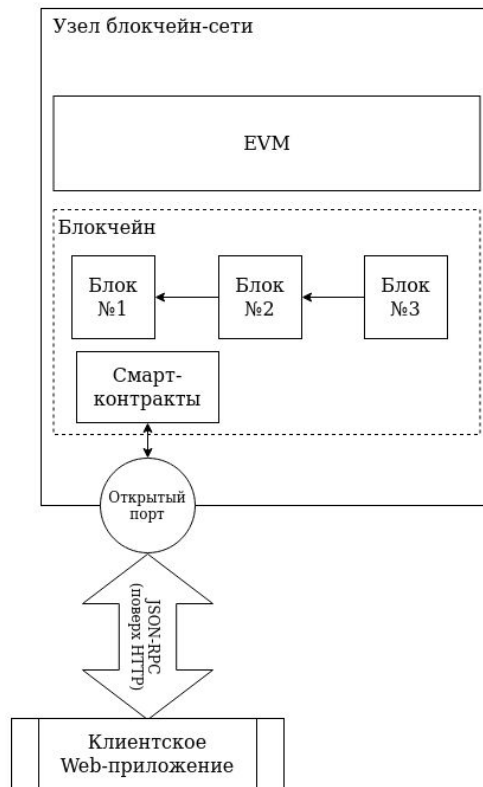 Узел блокчейн-сети
EVM
Блокчейн
Блок
№1
Блок
№2
Блок
№3
Смарт-
контракты
Открытый
порт
JSON-RPC
(поверх HTTP)
Клиентское
Web-приложение